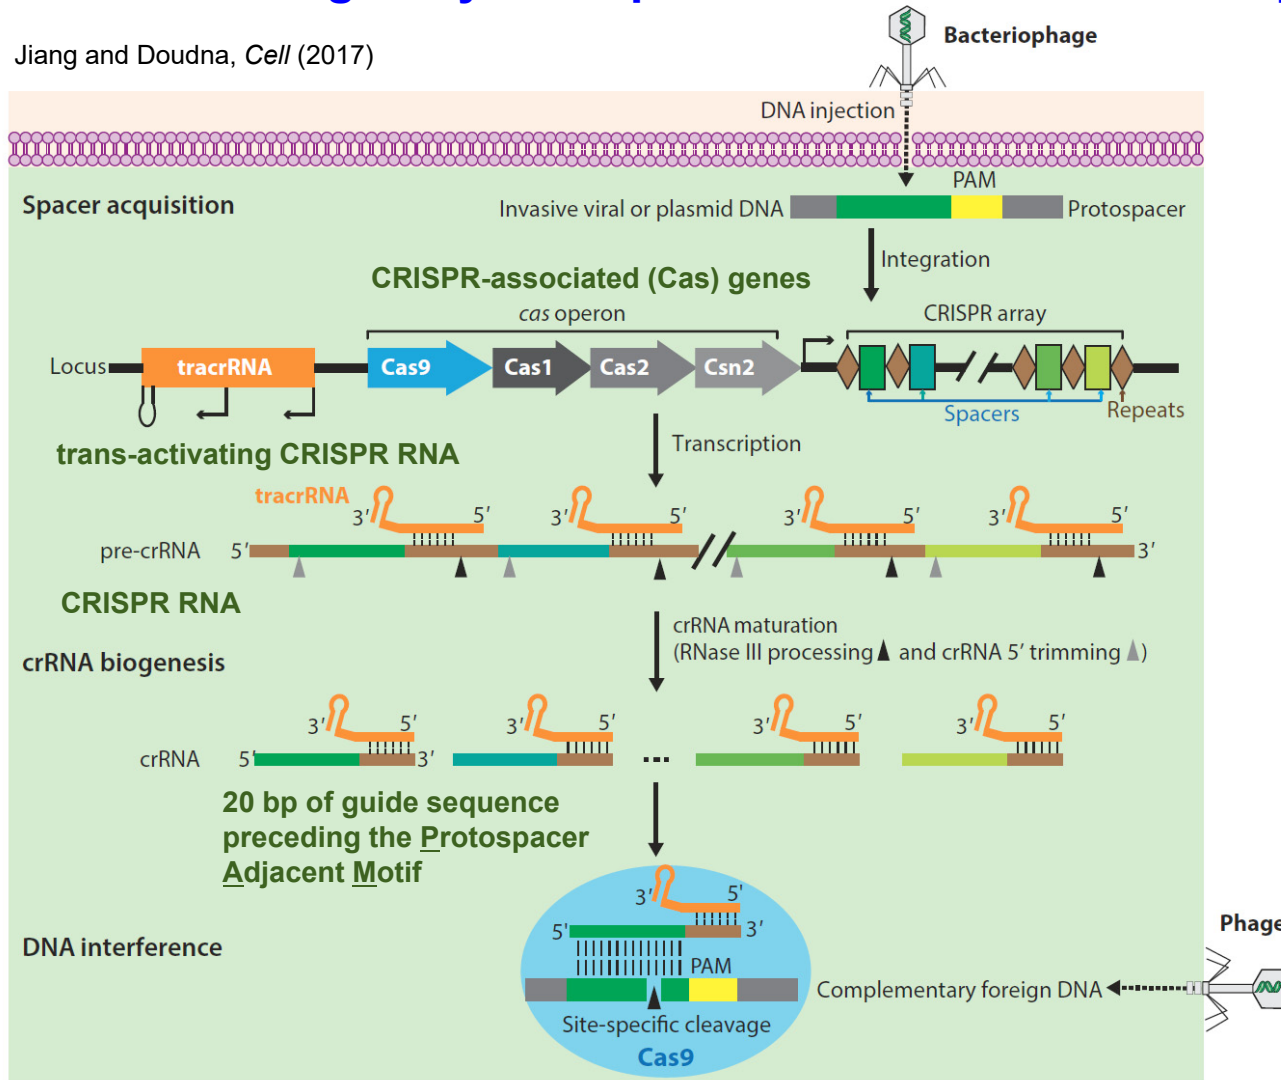 Jiang and Doudna, Cell (2017)
Bacteriophage
DNA injection
Spacer acquisition
PAM
Invasive viral or plasmid DNA
Protospacer
Integration
CRISPR-associated (Cas) genes
cas operon
CRISPR array
Locus
tracrRNA
Cas9
Cas1
Cas2
Csn2
Spacers
Repeats
Transcription
trans-activating CRISPR RNA
tracrRNA
3′ 5′
3′ 5′
3′ 5′
3′ 5′
pre-crRNA 5′ 3′
CRISPR RNA
crRNA maturation
(RNase III processing and crRNA 5′ trimming )
crRNA biogenesis
3′ 5′
3′ 5′
3′ 5′
3′ 5′
crRNA 5′ 3′
20 bp of guide sequence
preceding the Protospacer
Adjacent Motif
3′ 5′
5′ 3′
DNA interference
PAM
Site-specific cleavage
Cas9
Complementary foreign DNA
Phage